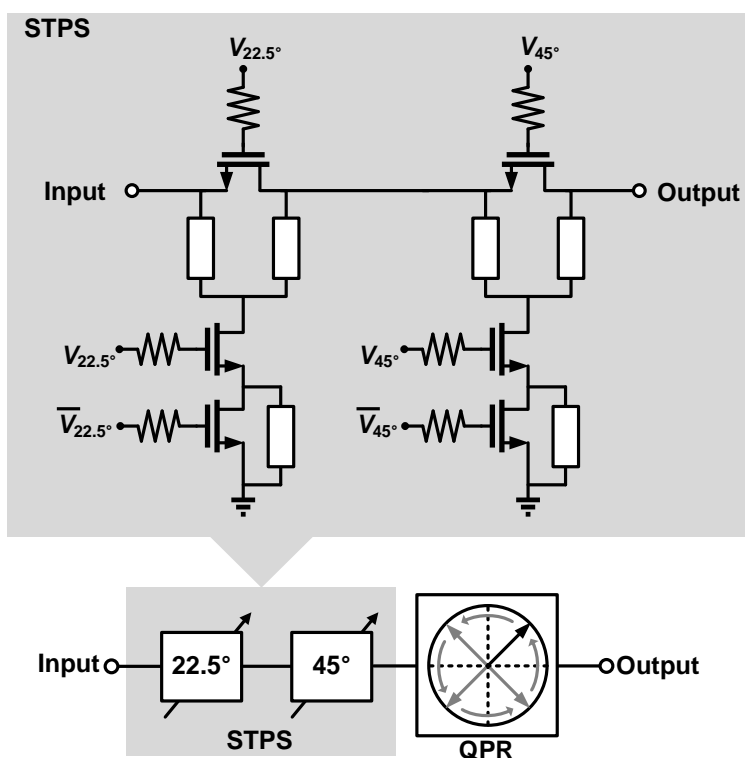 STPS
V22.5° V45°
Input Output
V22.5° V45°
V̅22.5° V̅45°
Input 22.5° 45° Output
STPS QPR